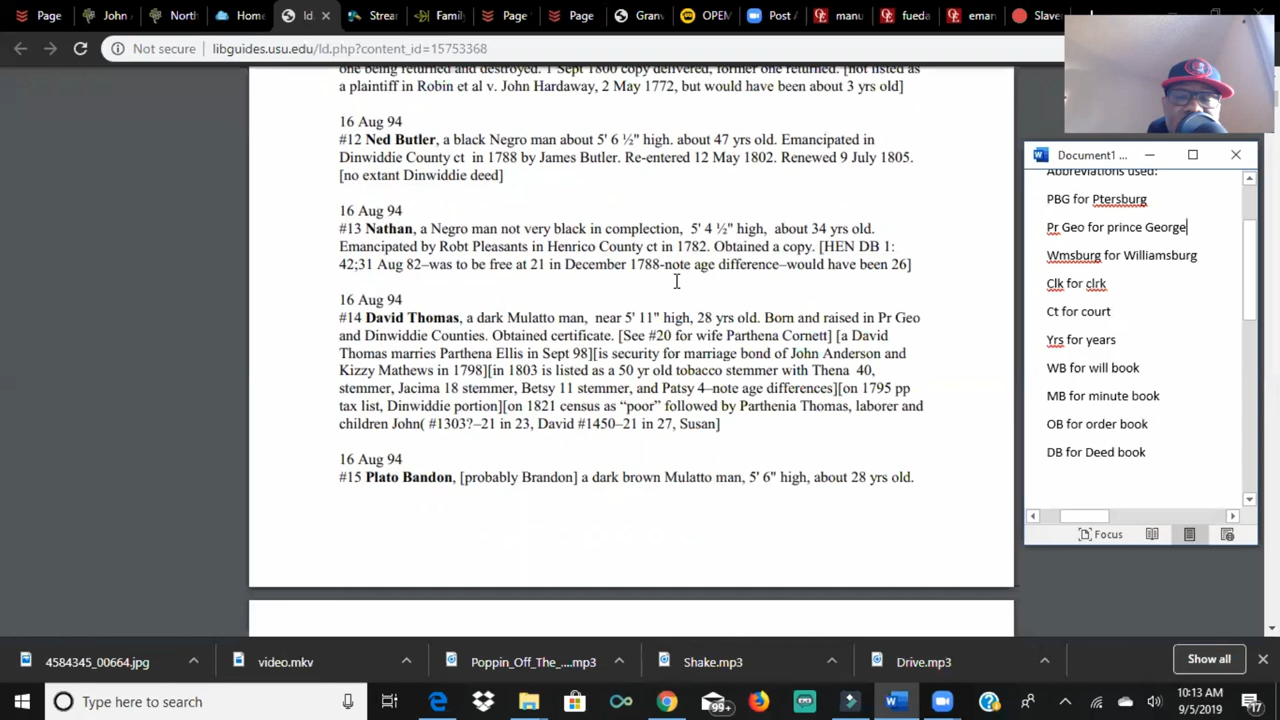 Page
John ,
North
Home
Id.
Strea
Famil
Page
Page
Gran
OPEM
Post A
manu
fueda
eman
Slave
Not secure
libguides.usu.edu/ld.php?content_id=15753368
one being returned and destroyed. 1 Sept 1800 copy delivered, former one returned. [not listed as
a plaintiff in Robin et al v. John Hardaway, 2 May 1772, but would have been about 3 yrs old]
16 Aug 94
#12 Ned Butler, a black Negro man about 5' 6 ½" high. about 47 yrs old. Emancipated in
Dinwiddie County ct in 1788 by James Butler. Re-entered 12 May 1802. Renewed 9 July 1805.
[no extant Dinwiddie deed]
16 Aug 94
#13 Nathan, a Negro man not very black in complection, 5' 4 ½" high, about 34 yrs old.
Emancipated by Robt Pleasants in Henrico County ct in 1782. Obtained a copy. [HEN DB 1:
42;31 Aug 82–was to be free at 21 in December 1788-note age difference–would have been 26]
16 Aug 94
#14 David Thomas, a dark Mulatto man, near 5' 11" high, 28 yrs old. Born and raised in Pr Geo
and Dinwiddie Counties. Obtained certificate. [See #20 for wife Parthena Cornett] [a David
Thomas marries Parthena Ellis in Sept 98][is security for marriage bond of John Anderson and
Kizzy Mathews in 1798][in 1803 is listed as a 50 yr old tobacco stemmer with Thena 40,
stemmer, Jacima 18 stemmer, Betsy 11 stemmer, and Patsy 4–note age differences][on 1795 pp
tax list, Dinwiddie portion][on 1821 census as “poor” followed by Parthenia Thomas, laborer and
children John( #1303?–21 in 23, David #1450–21 in 27, Susan]
16 Aug 94
#15 Plato Bandon, [probably Brandon] a dark brown Mulatto man, 5' 6" high, about 28 yrs old.
Document1 ...
Abbreviations used:
PBG for Ptersburg
Pr Geo for prince George
Wmsburg for Williamsburg
Clk for clrk
Ct for court
Yrs for years
WB for will book
MB for minute book
OB for order book
DB for Deed book
Focus
4584345_00664.jpg
video.mkv
Poppin_Off_The_....mp3
Shake.mp3
Drive.mp3
Show all
Type here to search
99+
10:13 AM
9/5/2019
17